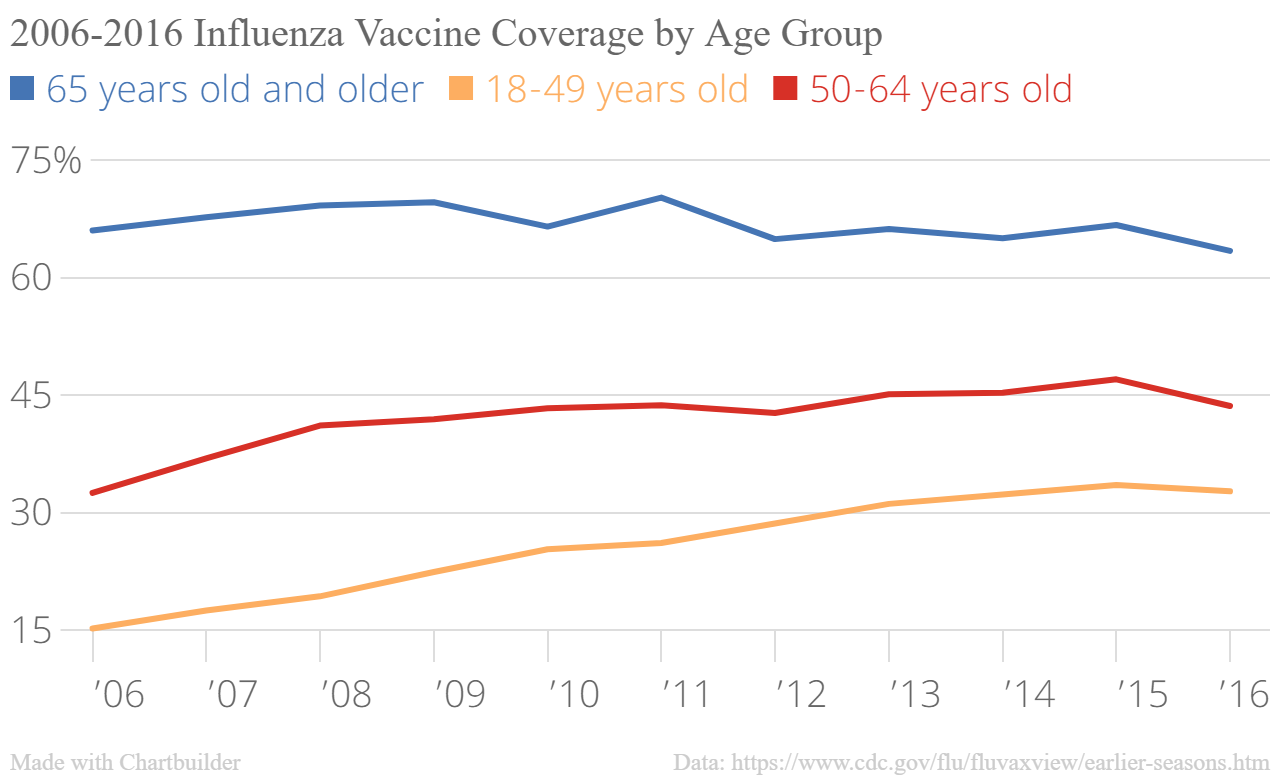 2006-2016 Influenza Vaccine Coverage by Age Group
65 years old and older 18-49 years old 50-64 years old
75%
60
45
30
15
’06 ’07 ’08 ’09 ’10 ’11 ’12 ’13 ’14 ’15 ’16
Made with Chartbuilder Data: https://www.cdc.gov/flu/fluvaxview/earlier-seasons.htm